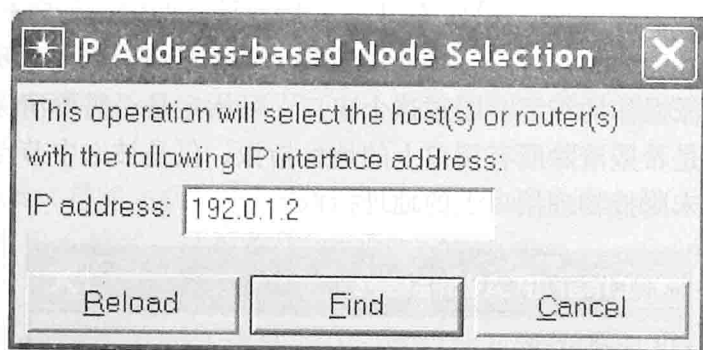 IP Address-based Node Selection
This operation will select the host(s) or router(s)
with the following IP interface address:
IP address: 192.0.1.2
Reload Find Cancel